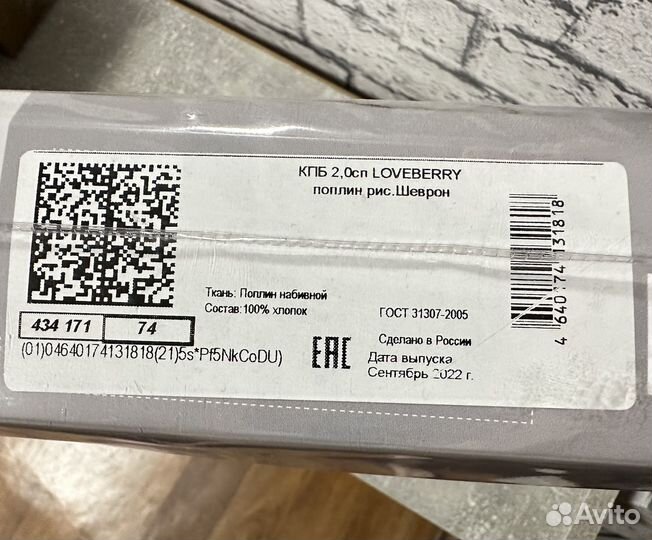 КПБ 2,0сп LOVEBERRY
поплин рис.Шеврон
Ткань: Поплин набивной
Состав:100% хлопок
ГОСТ 31307-2005
434 171 74
Сделано в России
(01)04640174131818(21)5s*Pf5NkCoDU)
EAC
Дата выпуска
Сентябрь 2022 г.
4 640174 131818
Avito